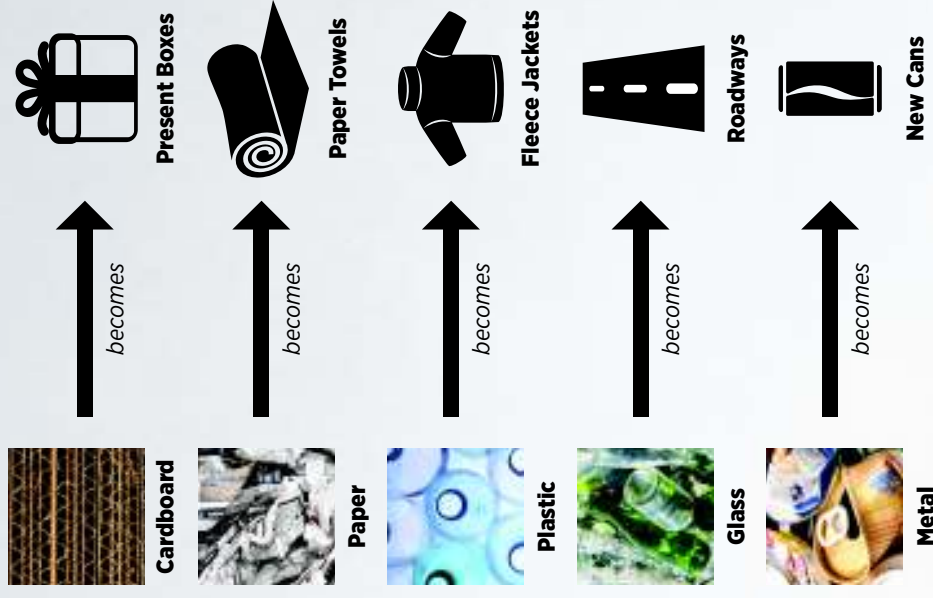 Cardboard
becomes
Present Boxes
Paper
becomes
Paper Towels
Plastic
becomes
Fleece Jackets
Glass
becomes
Roadways
Metal
becomes
New Cans